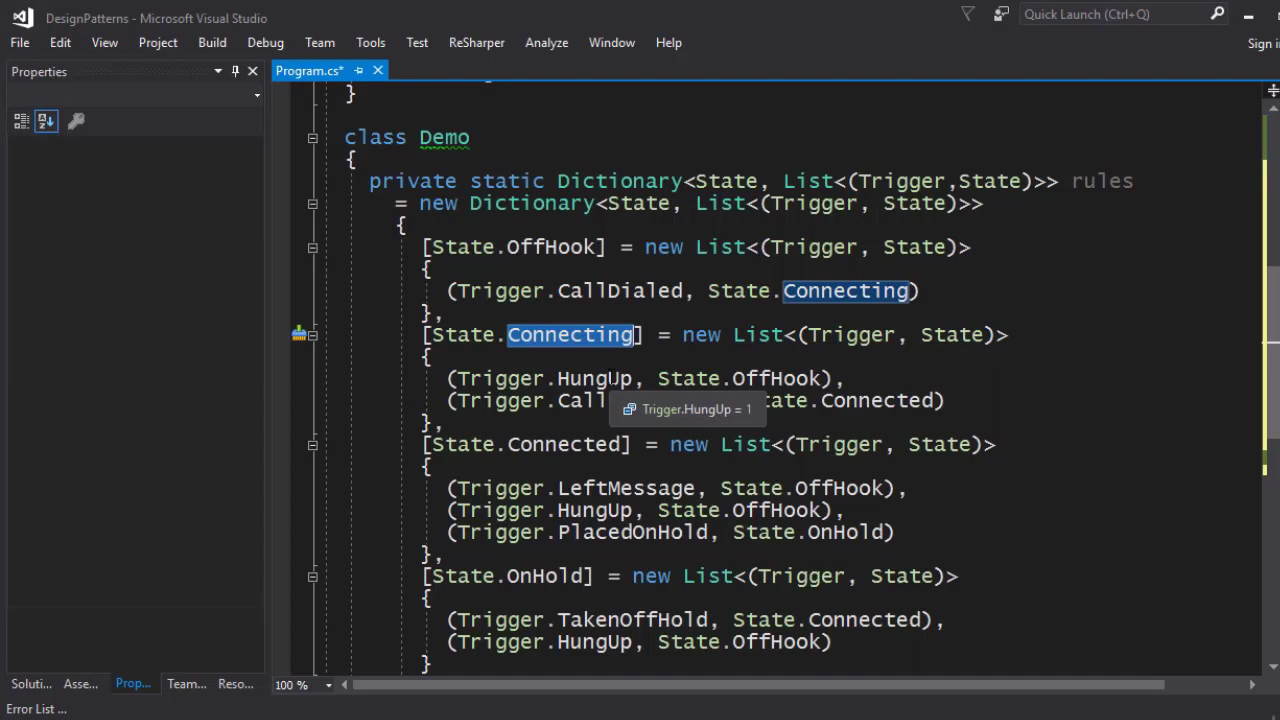 DesignPatterns - Microsoft Visual Studio
Quick Launch (Ctrl+Q)
File Edit View Project Build Debug Team Tools Test ReSharper Analyze Window Help
Sign in
Properties
Program.cs*
}
class Demo
{
private static Dictionary<State, List<(Trigger,State)>> rules
= new Dictionary<State, List<(Trigger, State)>>
{
[State.OffHook] = new List<(Trigger, State)>
{
(Trigger.CallDialed, State.Connecting)
},
[State.Connecting] = new List<(Trigger, State)>
{
(Trigger.HungUp, State.OffHook),
(Trigger.Call tate.Connected)
Trigger.HungUp = 1
},
[State.Connected] = new List<(Trigger, State)>
{
(Trigger.LeftMessage, State.OffHook),
(Trigger.HungUp, State.OffHook),
(Trigger.PlacedOnHold, State.OnHold)
},
[State.OnHold] = new List<(Trigger, State)>
{
(Trigger.TakenOffHold, State.Connected),
(Trigger.HungUp, State.OffHook)
}
Soluti... Asse... Prop... Team... Reso...
100 %
Error List ...